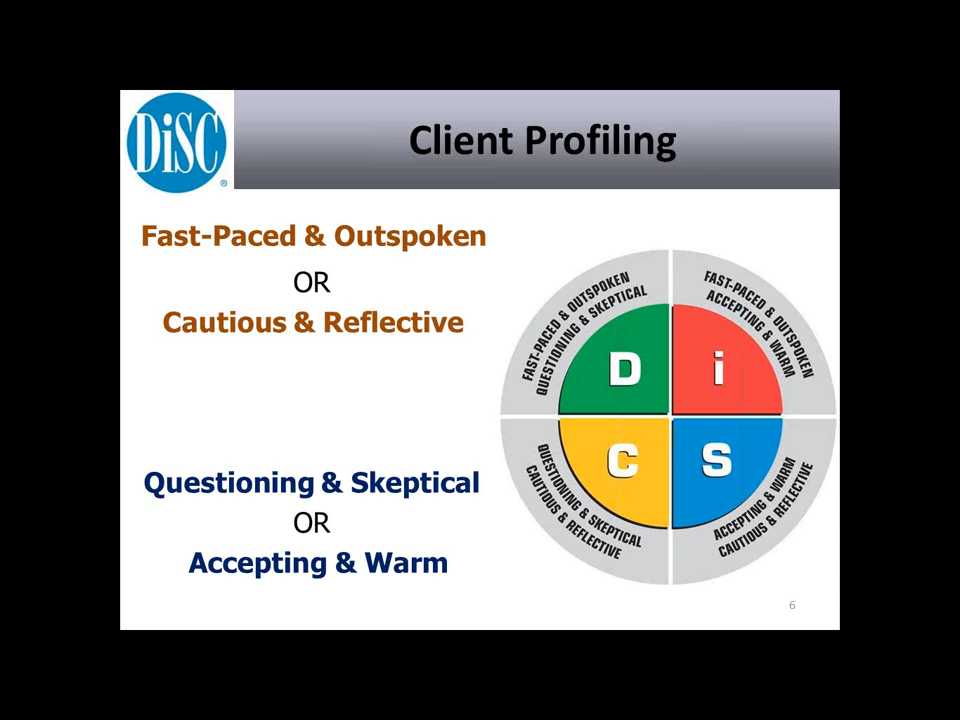 DiSC
®
Client Profiling
Fast-Paced & Outspoken
OR
Cautious & Reflective
Questioning & Skeptical
OR
Accepting & Warm
FAST-PACED & OUTSPOKEN
QUESTIONING & SKEPTICAL
FAST-PACED & OUTSPOKEN
ACCEPTING & WARM
D
i
C
S
QUESTIONING & SKEPTICAL
CAUTIOUS & REFLECTIVE
ACCEPTING & WARM
CAUTIOUS & REFLECTIVE
6